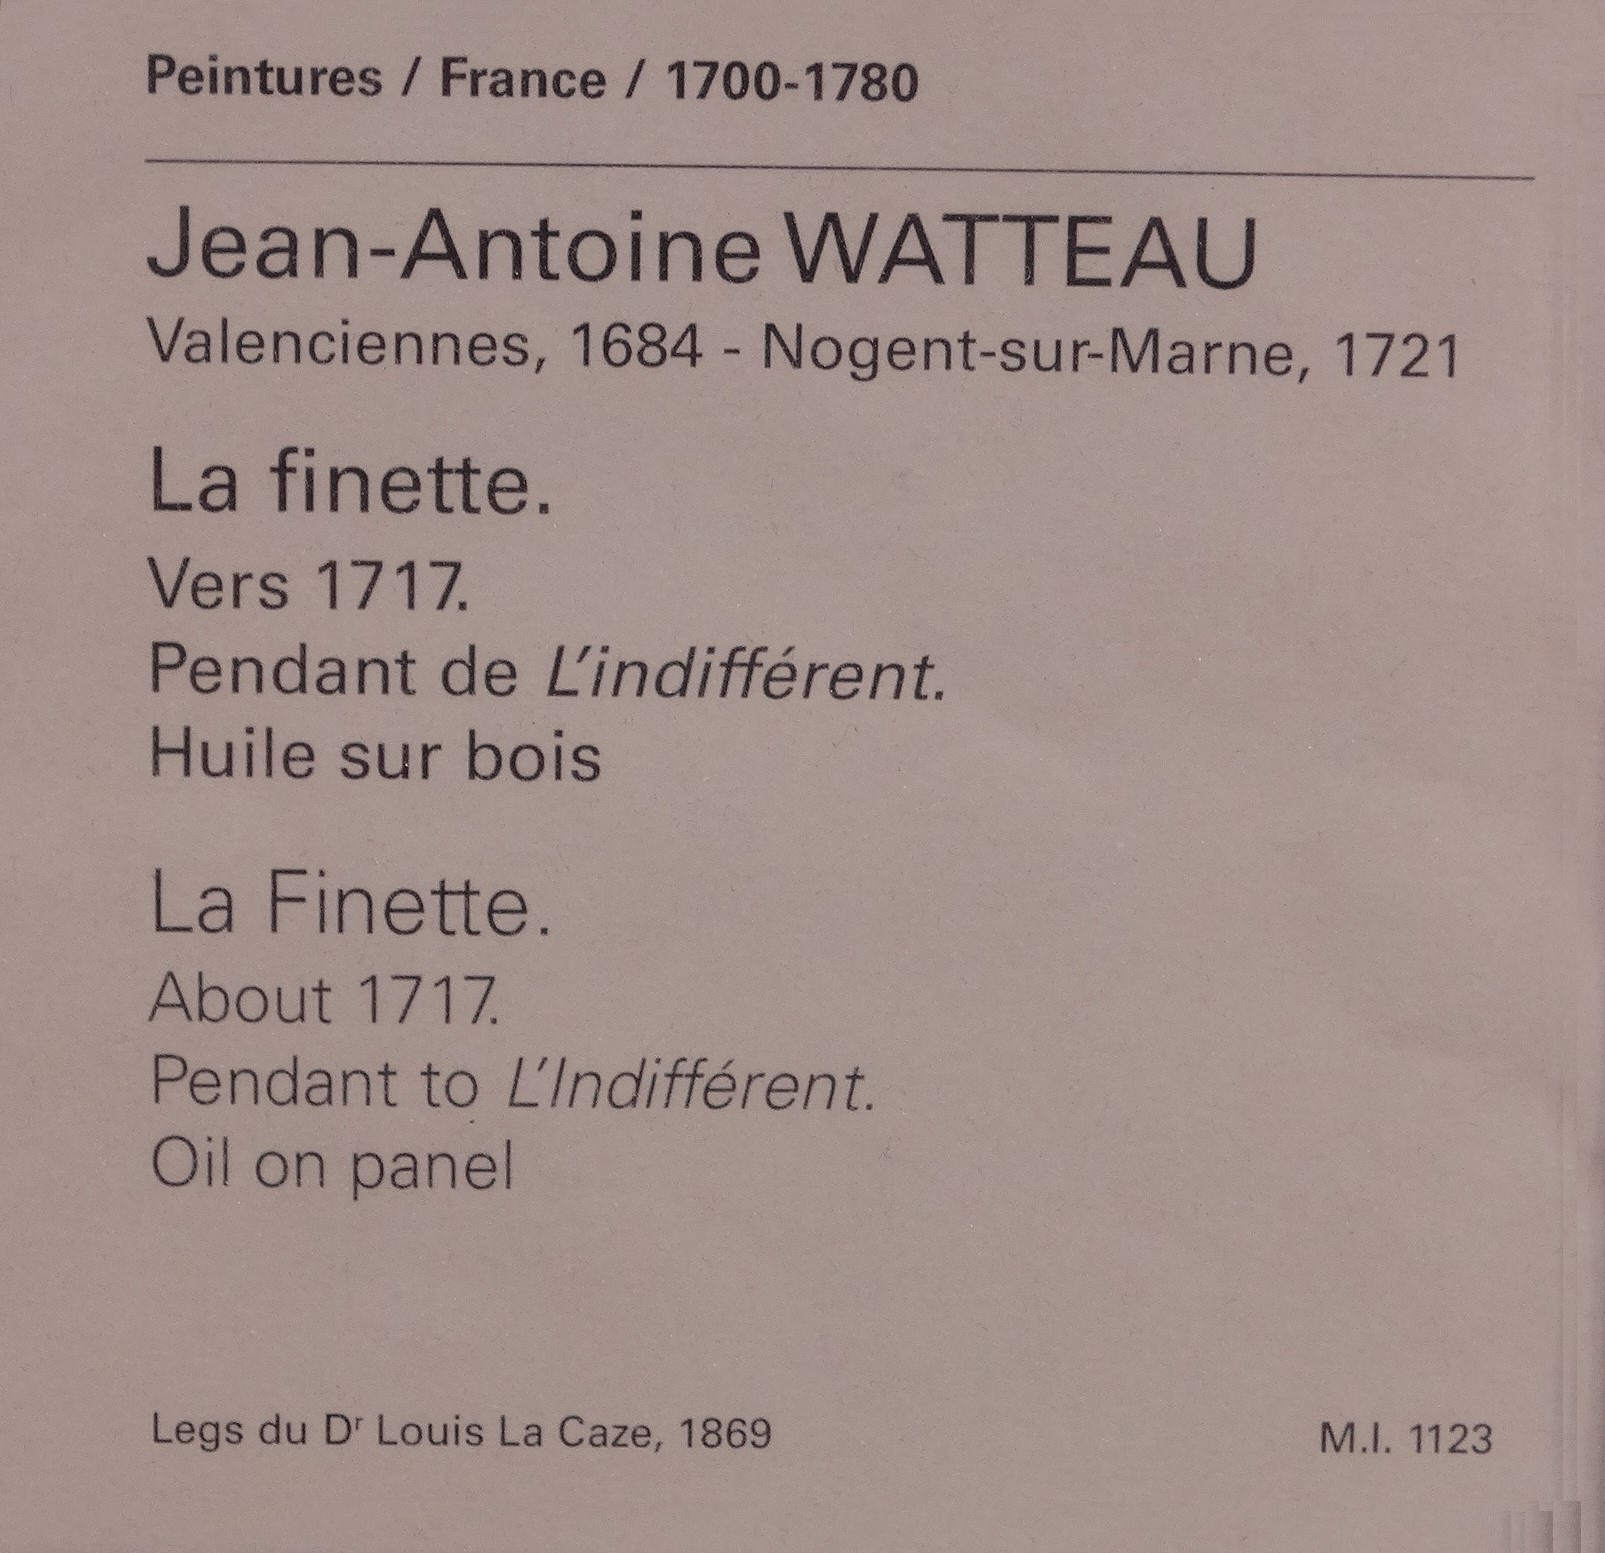 Peintures / France / 1700-1780
Jean-Antoine WATTEAU
Valenciennes, 1684 - Nogent-sur-Marne, 1721
La finette.
Vers 1717.
Pendant de L'indifférent.
Huile sur bois
La Finette.
About 1717.
Pendant to L'Indifférent.
Oil on panel
Legs du Dʳ Louis La Caze, 1869
M.I. 1123